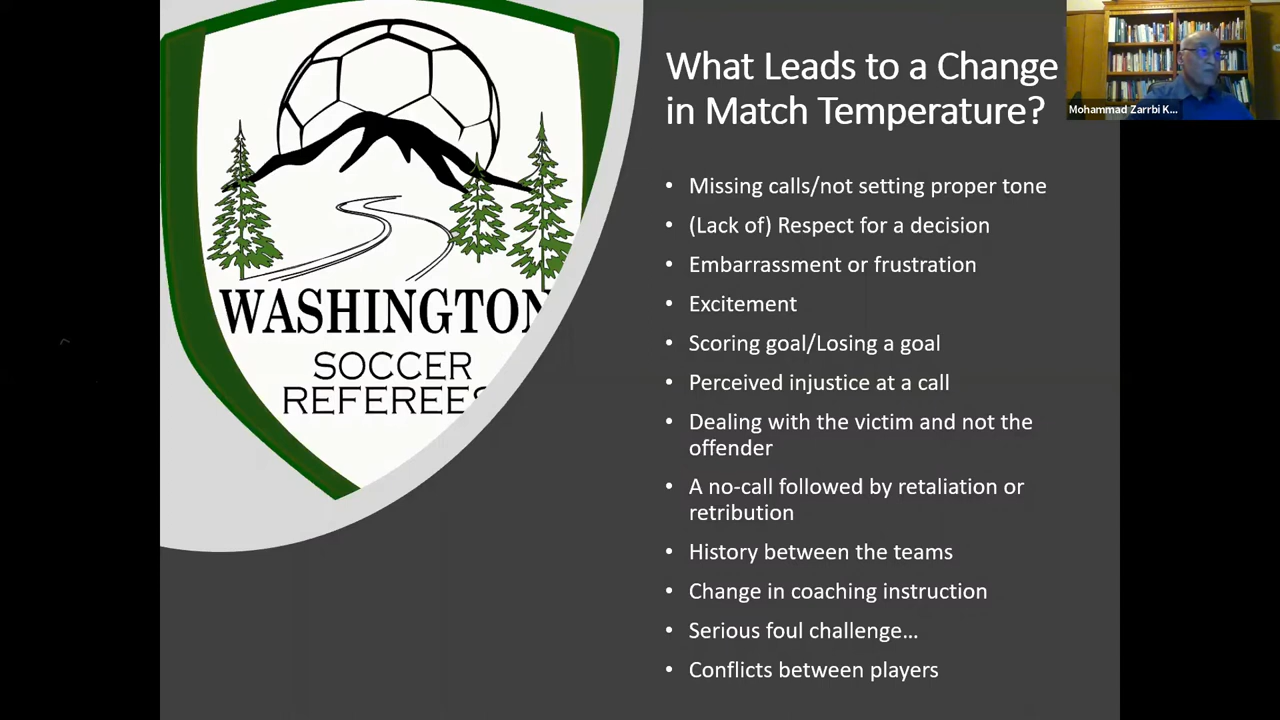 WASHINGTON
SOCCER
REFEREES
What Leads to a Change
in Match Temperature?
• Missing calls/not setting proper tone
• (Lack of) Respect for a decision
• Embarrassment or frustration
• Excitement
• Scoring goal/Losing a goal
• Perceived injustice at a call
• Dealing with the victim and not the
offender
• A no-call followed by retaliation or
retribution
• History between the teams
• Change in coaching instruction
• Serious foul challenge…
• Conflicts between players
Mohammad Zarrbi K...